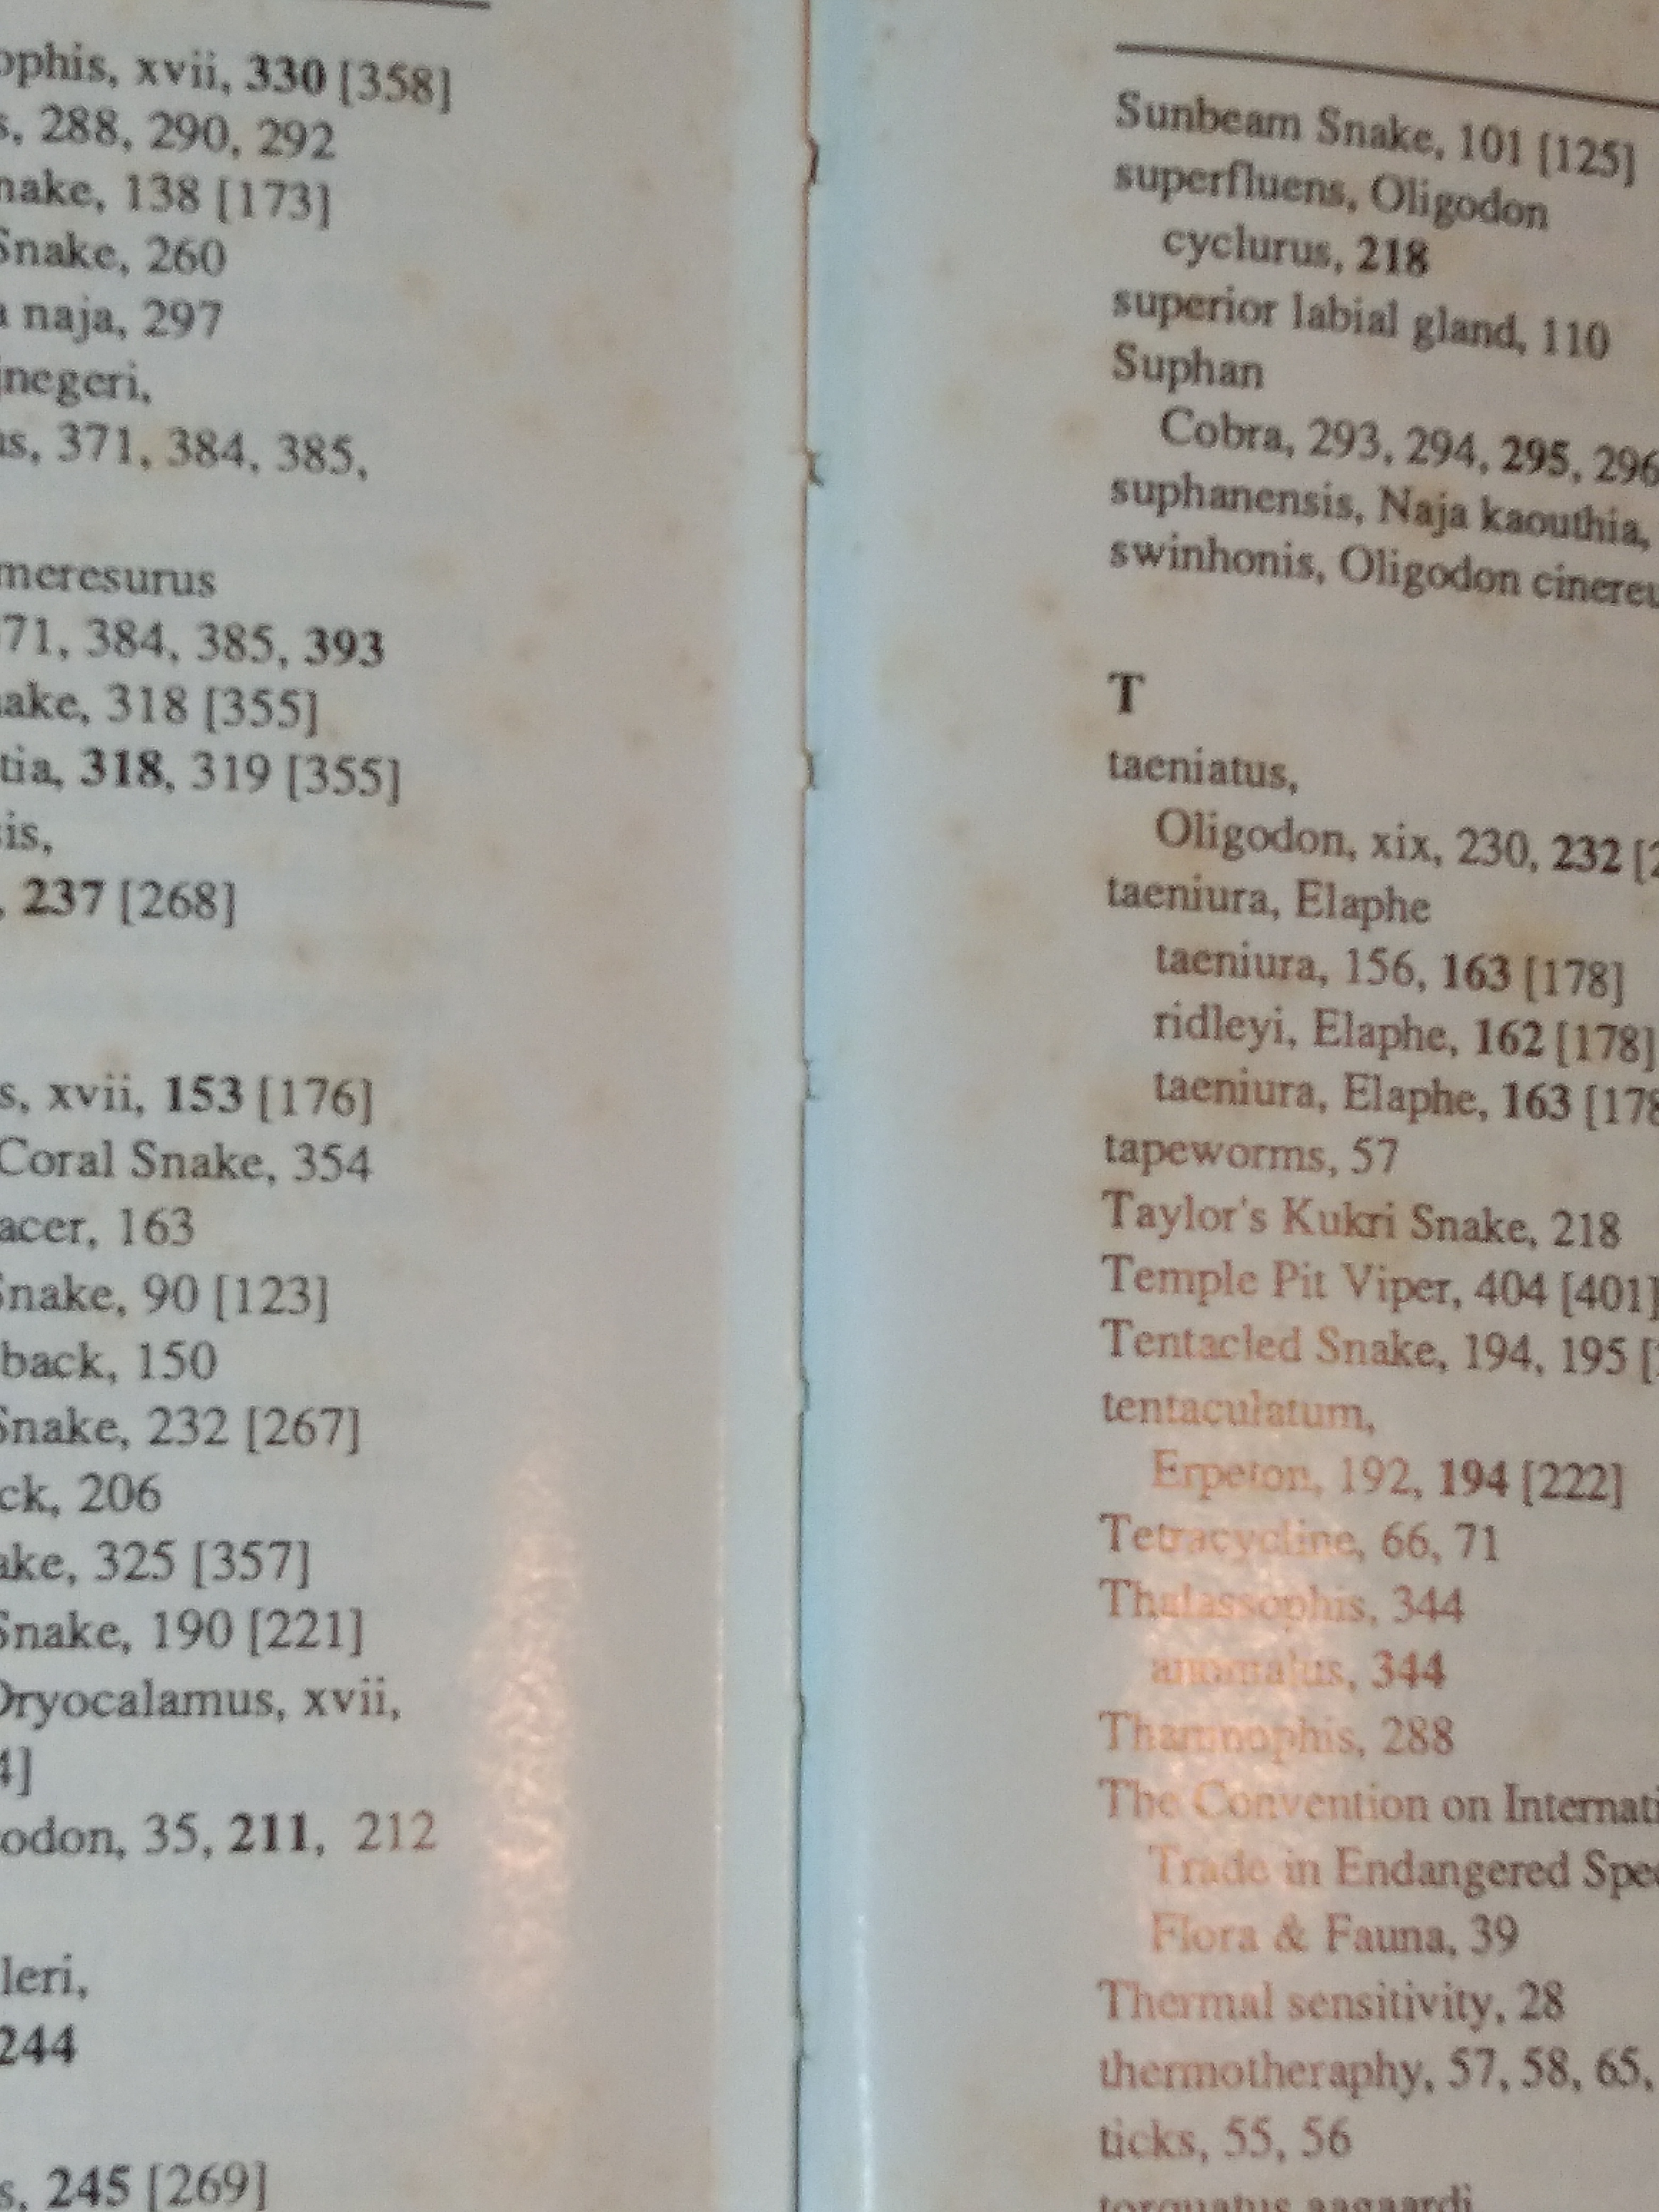 ophis, xvii, 330 [358]
s, 288, 290, 292
nake, 138 [173]
Snake, 260
naja, 297
jnegeri,
us, 371, 384, 385,
meresurus
71, 384, 385, 393
ake, 318 [355]
tia, 318, 319 [355]
is,
, 237 [268]
s, xvii, 153 [176]
Coral Snake, 354
acer, 163
Snake, 90 [123]
back, 150
Snake, 232 [267]
ck, 206
ake, 325 [357]
Snake, 190 [221]
Dryocalamus, xvii,
4]
odon, 35, 211, 212
leri,
244
s, 245 [269]
Sunbeam Snake, 101 [125]
superfluens, Oligodon
cyclurus, 218
superior labial gland, 110
Suphan
Cobra, 293, 294, 295, 296
suphanensis, Naja kaouthia,
swinhonis, Oligodon cinereu
T
taeniatus,
Oligodon, xix, 230, 232 [2
taeniura, Elaphe
taeniura, 156, 163 [178]
ridleyi, Elaphe, 162 [178]
taeniura, Elaphe, 163 [178
tapeworms, 57
Taylor's Kukri Snake, 218
Temple Pit Viper, 404 [401]
Tentacled Snake, 194, 195 [
tentaculatum,
Erpeton, 192, 194 [222]
Tetracycline, 66, 71
Thalassophis, 344
anomalus, 344
Thamnophis, 288
The Convention on Internati
Trade in Endangered Spec
Flora & Fauna, 39
Thermal sensitivity, 28
thermotheraphy, 57, 58, 65,
ticks, 55, 56
torquatus aagaardi